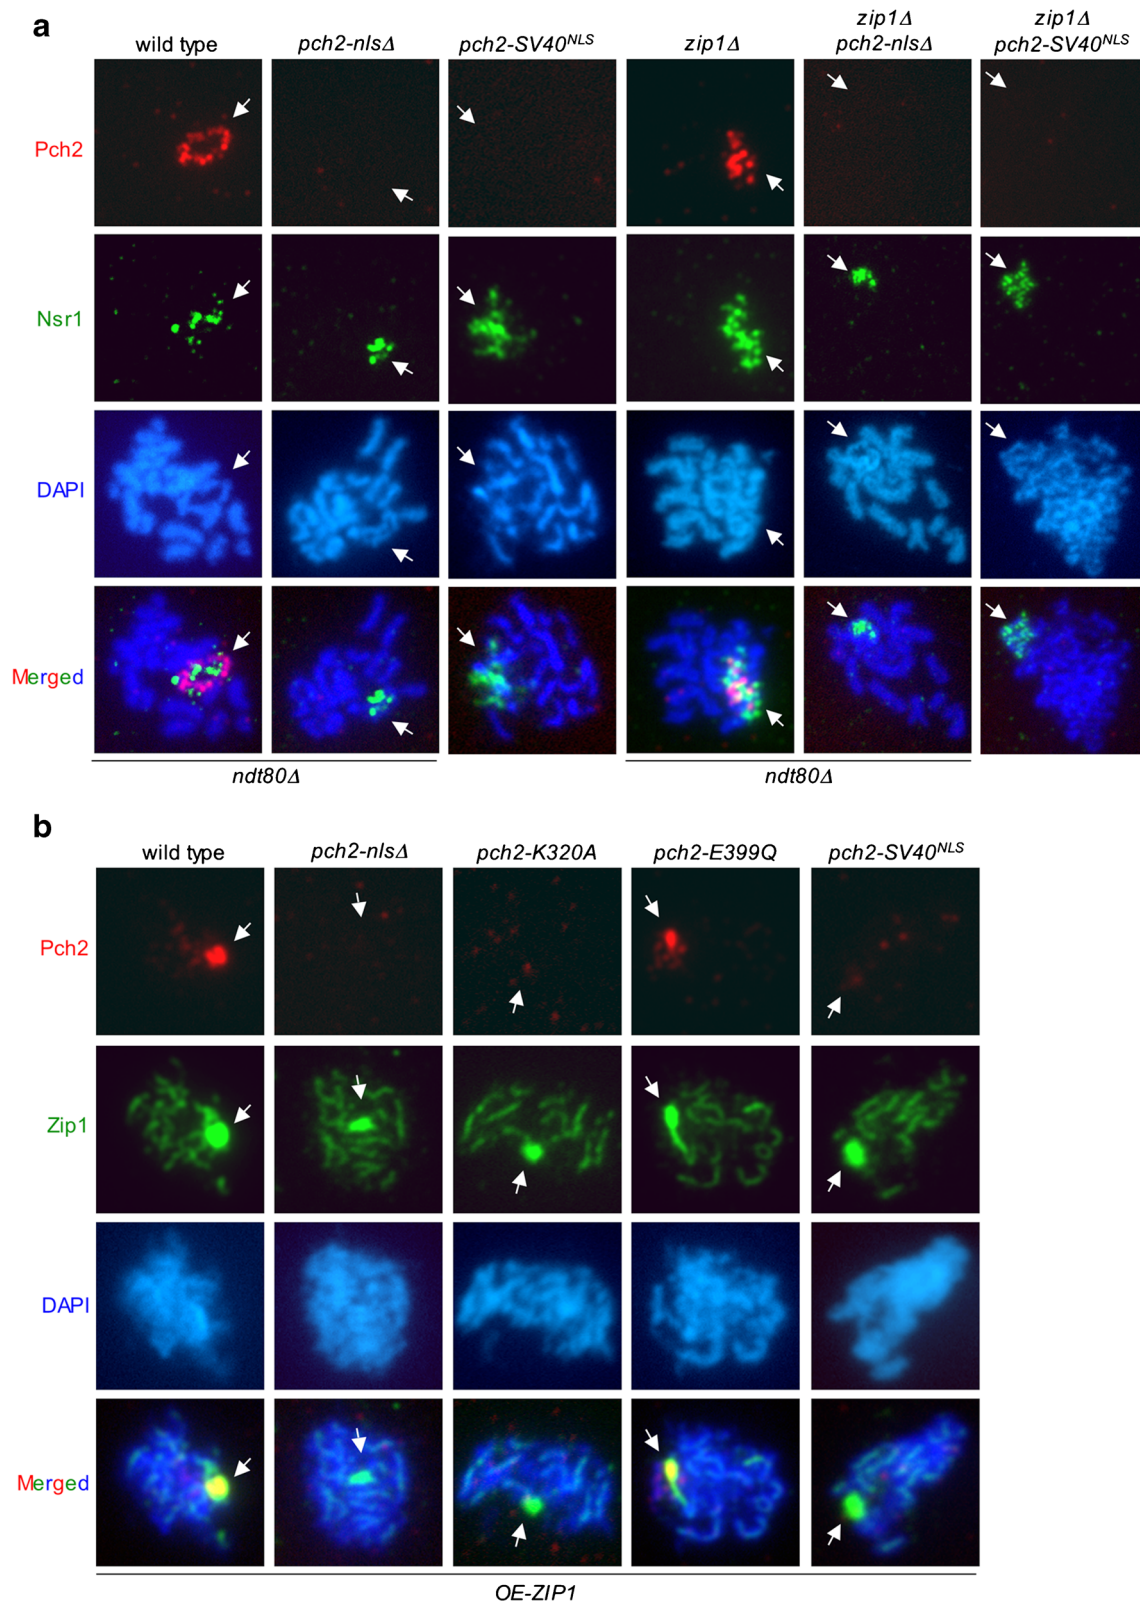 a
wild type
pch2-nlsΔ
pch2-SV40NLS
zip1Δ
zip1Δ
pch2-nlsΔ
zip1Δ
pch2-SV40NLS
Pch2
Nsr1
DAPI
Merged
ndt80Δ
ndt80Δ
b
wild type
pch2-nlsΔ
pch2-K320A
pch2-E399Q
pch2-SV40NLS
Pch2
Zip1
DAPI
Merged
OE-ZIP1